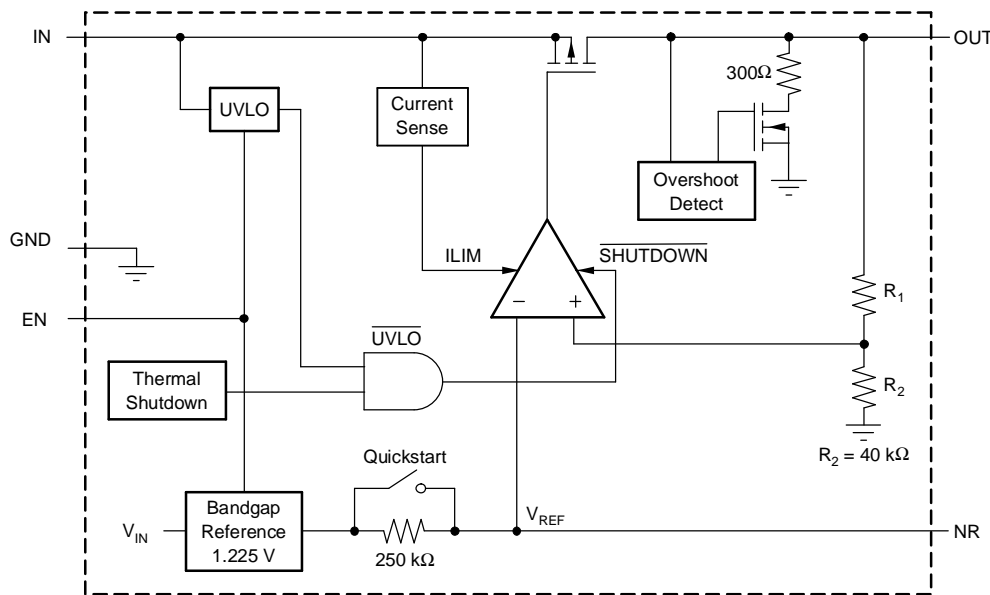 IN
OUT
300Ω
UVLO
Current
Sense
Overshoot
Detect
GND
ILIM
SHUTDOWN
− +
R1
EN
UVLO
Thermal
Shutdown
R2
R2 = 40 kΩ
Quickstart
VIN
Bandgap
Reference
1.225 V
VREF
NR
250 kΩ